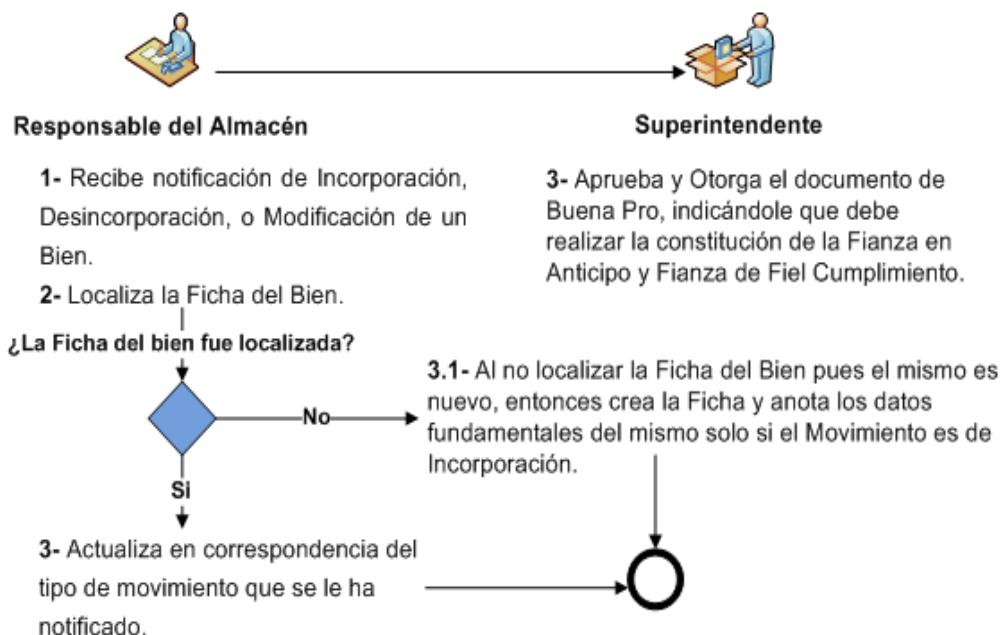 Responsable del Almacén
1- Recibe notificación de Incorporación,
Desincorporación, o Modificación de un
Bien.
2- Localiza la Ficha del Bien.
¿La Ficha del bien fue localizada?
Superintendente
3- Aprueba y Otorga el documento de
Buena Pro, indicándole que debe
realizar la constitución de la Fianza en
Anticipo y Fianza de Fiel Cumplimiento.
No
3.1- Al no localizar la Ficha del Bien pues el mismo es
nuevo, entonces crea la Ficha y anota los datos
fundamentales del mismo solo si el Movimiento es de
Incorporación.
Si
3- Actualiza en correspondencia del
tipo de movimiento que se le ha
notificado.